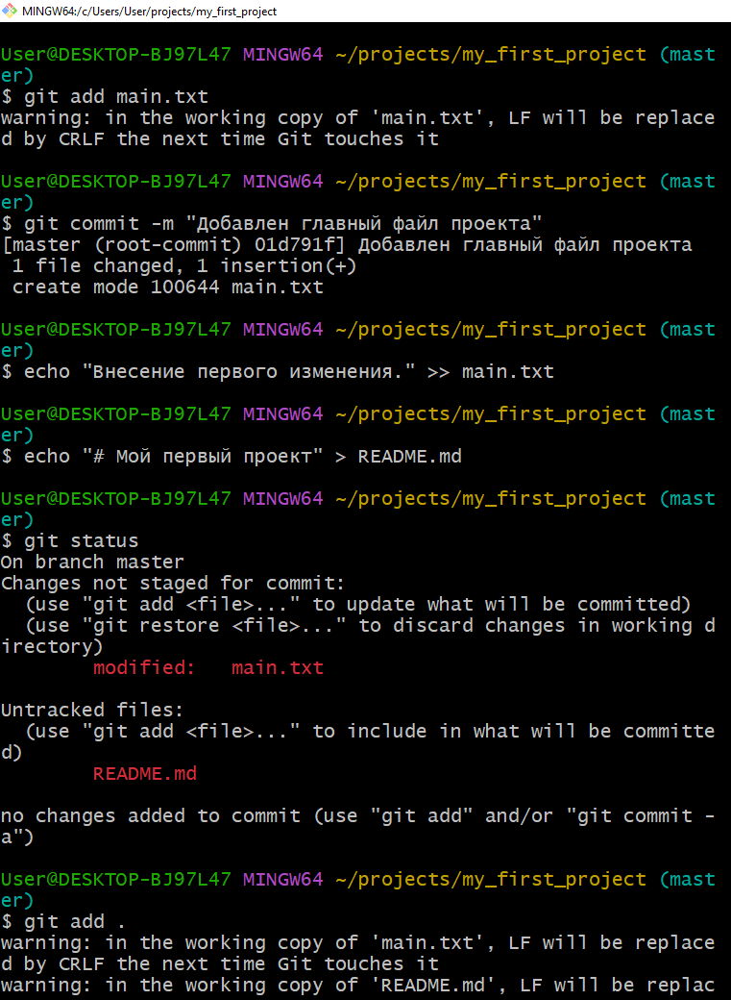 MINGW64:/c/Users/User/projects/my_first_project
User@DESKTOP-BJ97L47 MINGW64 ~/projects/my_first_project (mast
er)
$ git add main.txt
warning: in the working copy of 'main.txt', LF will be replace
d by CRLF the next time Git touches it
User@DESKTOP-BJ97L47 MINGW64 ~/projects/my_first_project (mast
er)
$ git commit -m "Добавлен главный файл проекта"
[master (root-commit) 01d791f] Добавлен главный файл проекта
 1 file changed, 1 insertion(+)
 create mode 100644 main.txt
User@DESKTOP-BJ97L47 MINGW64 ~/projects/my_first_project (mast
er)
$ echo "Внесение первого изменения." >> main.txt
User@DESKTOP-BJ97L47 MINGW64 ~/projects/my_first_project (mast
er)
$ echo "# Мой первый проект" > README.md
User@DESKTOP-BJ97L47 MINGW64 ~/projects/my_first_project (mast
er)
$ git status
On branch master
Changes not staged for commit:
  (use "git add <file>..." to update what will be committed)
  (use "git restore <file>..." to discard changes in working d
irectory)
        modified:   main.txt
Untracked files:
  (use "git add <file>..." to include in what will be committe
d)
        README.md
no changes added to commit (use "git add" and/or "git commit -
a")
User@DESKTOP-BJ97L47 MINGW64 ~/projects/my_first_project (mast
er)
$ git add .
warning: in the working copy of 'main.txt', LF will be replace
d by CRLF the next time Git touches it
warning: in the working copy of 'README.md', LF will be replac